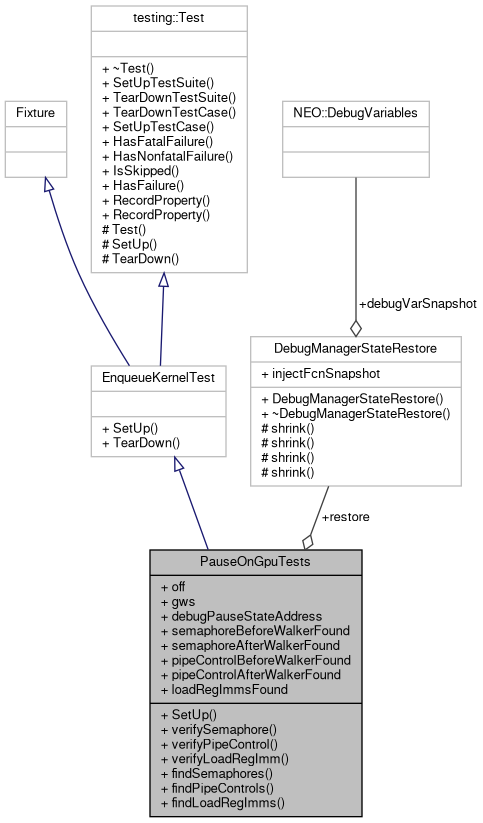 testing::Test
+ ~Test()
+ SetUpTestSuite()
+ TearDownTestSuite()
+ TearDownTestCase()
+ SetUpTestCase()
+ HasFatalFailure()
+ HasNonfatalFailure()
+ IsSkipped()
+ HasFailure()
+ RecordProperty()
+ RecordProperty()
# Test()
# SetUp()
# TearDown()
Fixture
NEO::DebugVariables
+debugVarSnapshot
DebugManagerStateRestore
+ injectFcnSnapshot
+ DebugManagerStateRestore()
+ ~DebugManagerStateRestore()
# shrink()
# shrink()
# shrink()
# shrink()
EnqueueKernelTest
+ SetUp()
+ TearDown()
+restore
PauseOnGpuTests
+ off
+ gws
+ debugPauseStateAddress
+ semaphoreBeforeWalkerFound
+ semaphoreAfterWalkerFound
+ pipeControlBeforeWalkerFound
+ pipeControlAfterWalkerFound
+ loadRegImmsFound
+ SetUp()
+ verifySemaphore()
+ verifyPipeControl()
+ verifyLoadRegImm()
+ findSemaphores()
+ findPipeControls()
+ findLoadRegImms()